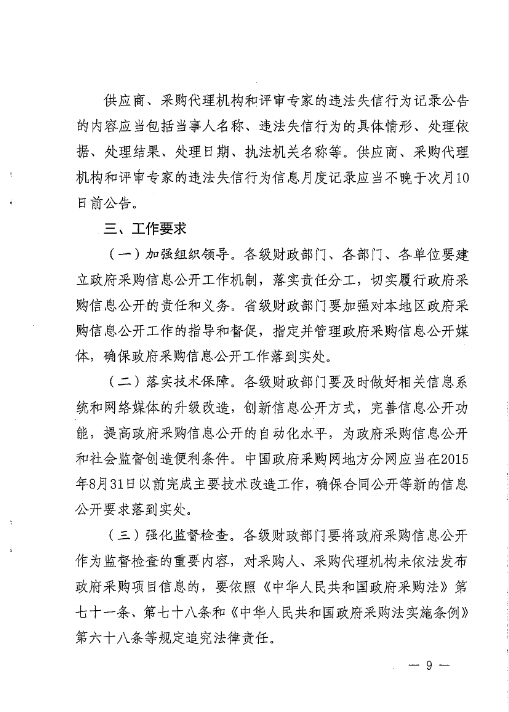 供应商、采购代理机构和评审专家的违法失信行为记录公告
的内容应当包括当事人名称、违法失信行为的具体情形、处理依
据、处理结果、处理日期、执法机关名称等。供应商、采购代理
机构和评审专家的违法失信行为信息月度记录应当不晚于次月10
日前公告。
三、工作要求
（一）加强组织领导。各级财政部门、各部门、各单位要建
立政府采购信息公开工作机制，落实责任分工，切实履行政府采
购信息公开的责任和义务。省级财政部门要加强对本地区政府采
购信息公开工作的指导和督促，指定并管理政府采购信息公开媒
体，确保政府采购信息公开工作落到实处。
（二）落实技术保障。各级财政部门要及时做好相关信息系
统和网络媒体的升级改造，创新信息公开方式，完善信息公开功
能，提高政府采购信息公开的自动化水平，为政府采购信息公开
和社会监督创造便利条件。中国政府采购网地方分网应当在2015
年8月31日以前完成主要技术改造工作，确保合同公开等新的信息
公开要求落到实处。
（三）强化监督检查。各级财政部门要将政府采购信息公开
作为监督检查的重要内容，对采购人、采购代理机构未依法发布
政府采购项目信息的，要依照《中华人民共和国政府采购法》第
七十一条、第七十八条和《中华人民共和国政府采购法实施条例》
第六十八条等规定追究法律责任。
— 9 —